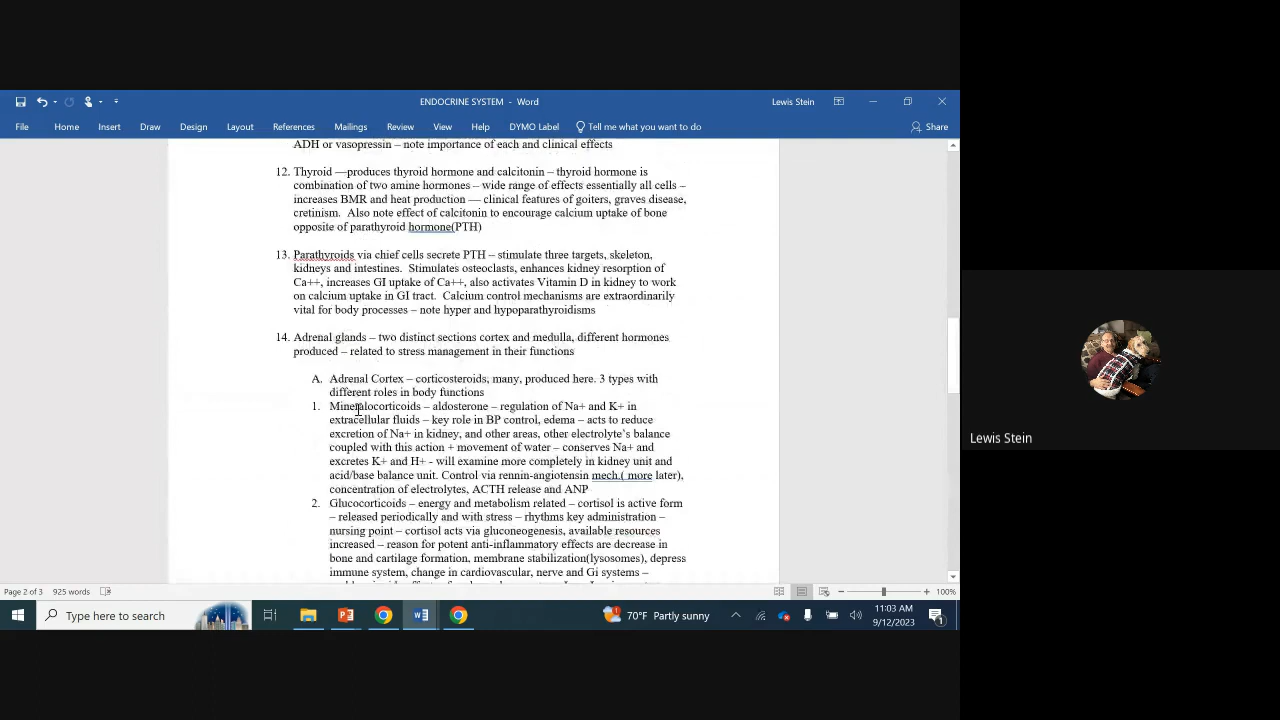 ENDOCRINE SYSTEM - Word
Lewis Stein
File Home Insert Draw Design Layout References Mailings Review View Help DYMO Label Tell me what you want to do Share
ADH or vasopressin – note importance of each and clinical effects
12. Thyroid —produces thyroid hormone and calcitonin – thyroid hormone is
combination of two amine hormones – wide range of effects essentially all cells –
increases BMR and heat production — clinical features of goiters, graves disease,
cretinism. Also note effect of calcitonin to encourage calcium uptake of bone
opposite of parathyroid hormone(PTH)
13. Parathyroids via chief cells secrete PTH – stimulate three targets, skeleton,
kidneys and intestines. Stimulates osteoclasts, enhances kidney resorption of
Ca++, increases GI uptake of Ca++, also activates Vitamin D in kidney to work
on calcium uptake in GI tract. Calcium control mechanisms are extraordinarily
vital for body processes – note hyper and hypoparathyroidisms
14. Adrenal glands – two distinct sections cortex and medulla, different hormones
produced – related to stress management in their functions
A. Adrenal Cortex – corticosteroids, many, produced here. 3 types with
different roles in body functions
1. Mineralocorticoids – aldosterone – regulation of Na+ and K+ in
extracellular fluids – key role in BP control, edema – acts to reduce
excretion of Na+ in kidney, and other areas, other electrolyte's balance
coupled with this action + movement of water – conserves Na+ and
excretes K+ and H+ - will examine more completely in kidney unit and
acid/base balance unit. Control via rennin-angiotensin mech.( more later),
concentration of electrolytes, ACTH release and ANP
2. Glucocorticoids – energy and metabolism related – cortisol is active form
– released periodically and with stress – rhythms key administration –
nursing point – cortisol acts via gluconeogenesis, available resources
increased – reason for potent anti-inflammatory effects are decrease in
bone and cartilage formation, membrane stabilization(lysosomes), depress
immune system, change in cardiovascular, nerve and Gi systems –
Page 2 of 3 925 words 100%
Type here to search
70°F Partly sunny
11:03 AM
9/12/2023
1
Lewis Stein